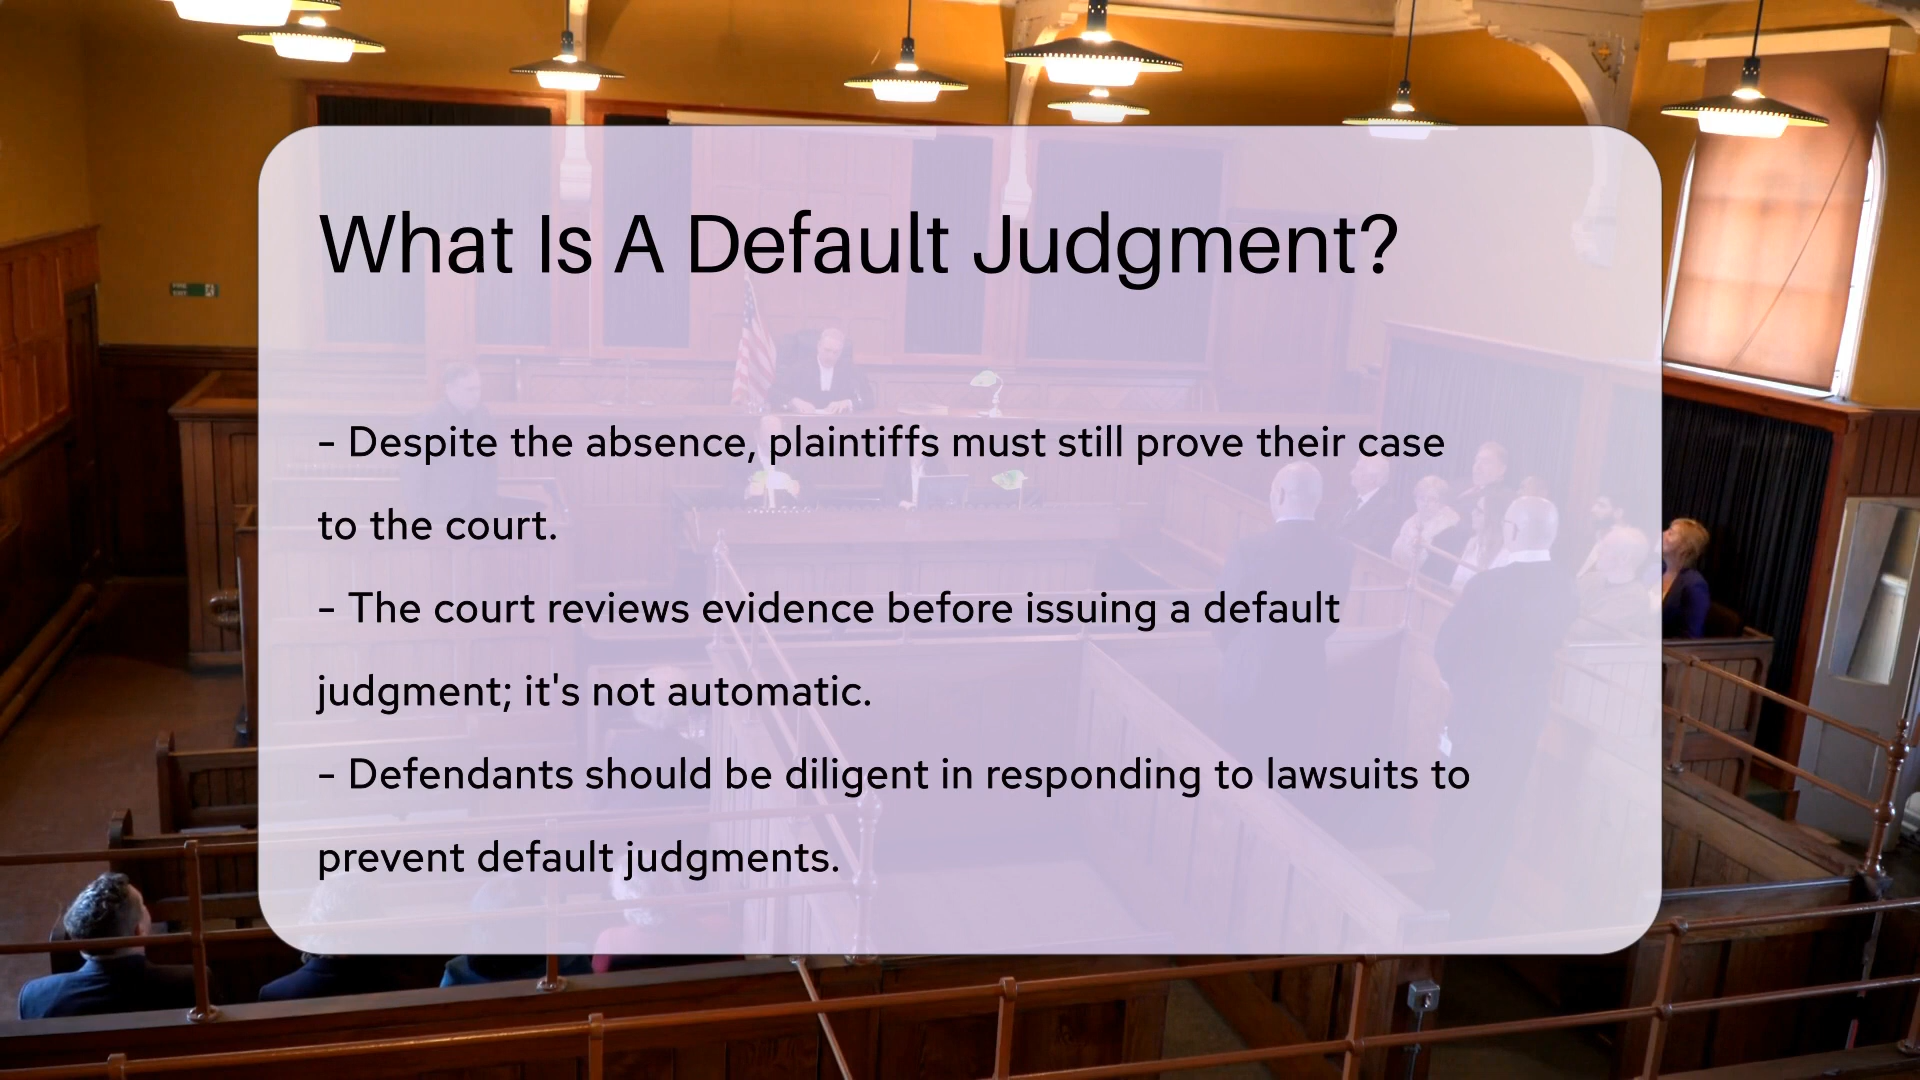 What Is A Default Judgment?
- Despite the absence, plaintiffs must still prove their case
to the court.
- The court reviews evidence before issuing a default
judgment; it's not automatic.
- Defendants should be diligent in responding to lawsuits to
prevent default judgments.